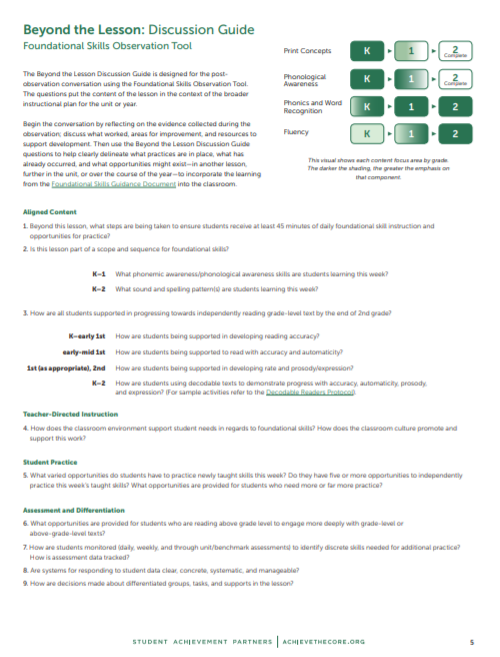 Beyond the Lesson: Discussion Guide
Foundational Skills Observation Tool
The Beyond the Lesson Discussion Guide is designed for the post-
observation conversation using the Foundational Skills Observation Tool.
The questions put the content of the lesson in the context of the broader
instructional plan for the unit or year.
Begin the conversation by reflecting on the evidence collected during the
observation; discuss what worked, areas for improvement, and resources to
support development. Then use the Beyond the Lesson Discussion Guide
questions to help clearly delineate what practices are in place, what has
already occurred, and what opportunities might exist—in another lesson,
further in the unit, or over the course of the year—to incorporate the learning
from the Foundational Skills Guidance Document into the classroom.
Print Concepts K 1 2 Complete
Phonological Awareness K 1 2 Complete
Phonics and Word Recognition K 1 2
Fluency K 1 2
This visual shows each content focus area by grade.
The darker the shading, the greater the emphasis on
that component.
Aligned Content
1. Beyond this lesson, what steps are being taken to ensure students receive at least 45 minutes of daily foundational skill instruction and
opportunities for practice?
2. Is this lesson part of a scope and sequence for foundational skills?
K–1 What phonemic awareness/phonological awareness skills are students learning this week?
K–2 What sound and spelling pattern(s) are students learning this week?
3. How are all students supported in progressing towards independently reading grade-level text by the end of 2nd grade?
K–early 1st How are students being supported in developing reading accuracy?
early-mid 1st How are students being supported to read with accuracy and automaticity?
1st (as appropriate), 2nd How are students being supported in developing rate and prosody/expression?
K–2 How are students using decodable texts to demonstrate progress with accuracy, automaticity, prosody,
and expression? (For sample activities refer to the Decodable Readers Protocol).
Teacher-Directed Instruction
4. How does the classroom environment support student needs in regards to foundational skills? How does the classroom culture promote and
support this work?
Student Practice
5. What varied opportunities do students have to practice newly taught skills this week? Do they have five or more opportunities to independently
practice this week's taught skills? What opportunities are provided for students who need more or far more practice?
Assessment and Differentiation
6. What opportunities are provided for students who are reading above grade level to engage more deeply with grade-level or
above-grade-level texts?
7. How are students monitored (daily, weekly, and through unit/benchmark assessments) to identify discrete skills needed for additional practice?
How is assessment data tracked?
8. Are systems for responding to student data clear, concrete, systematic, and manageable?
9. How are decisions made about differentiated groups, tasks, and supports in the lesson?
STUDENT ACHIEVEMENT PARTNERS | ACHIEVETHECORE.ORG
5